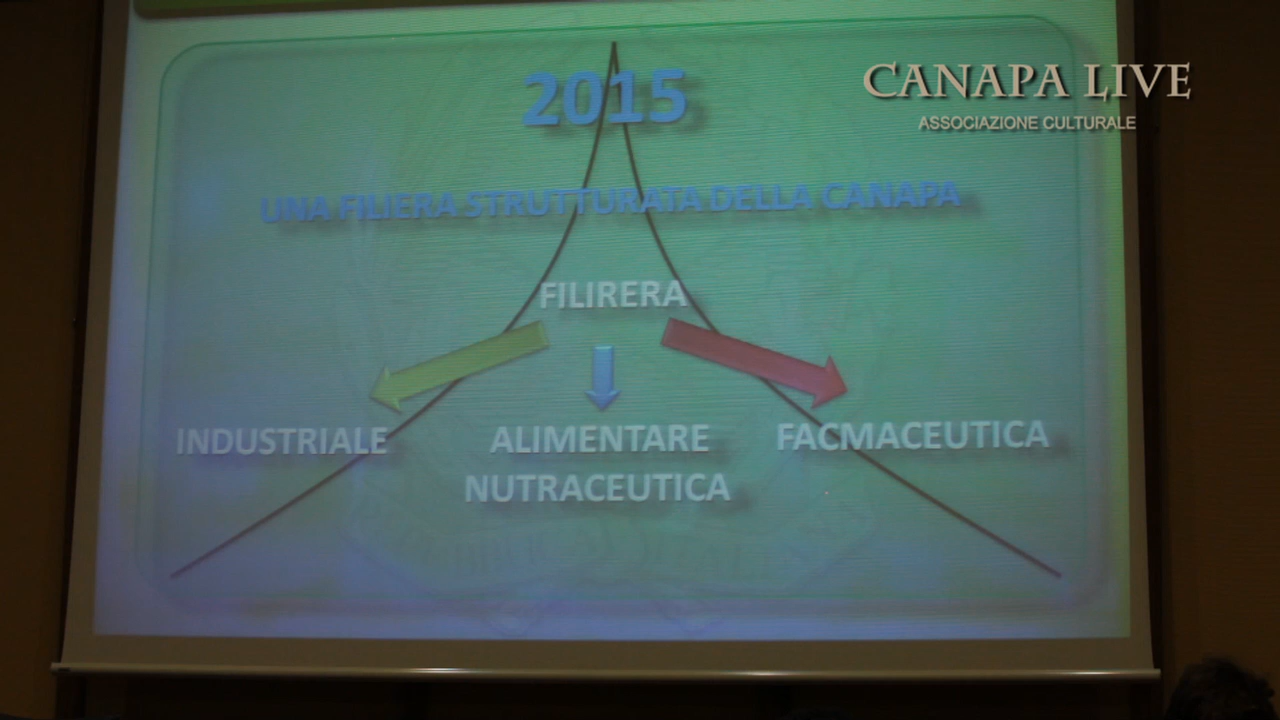 2015
CANAPA LIVE
ASSOCIAZIONE CULTURALE
UNA FILIERA STRUTTURATA DELLA CANAPA
FILIRERA
INDUSTRIALE
ALIMENTARE
NUTRACEUTICA
FACMACEUTICA